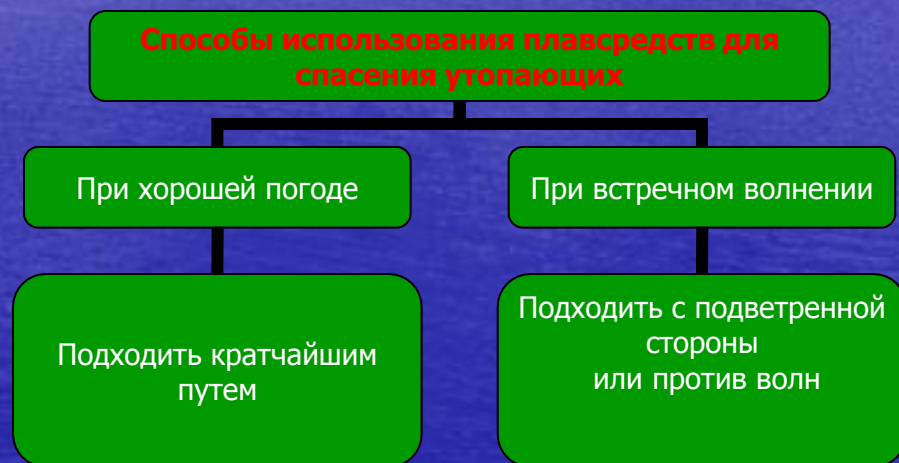 Способы использования плавсредств для
спасения утопающих
При хорошей погоде
При встречном волнении
Подходить кратчайшим
путем
Подходить с подветренной
стороны
или против волн